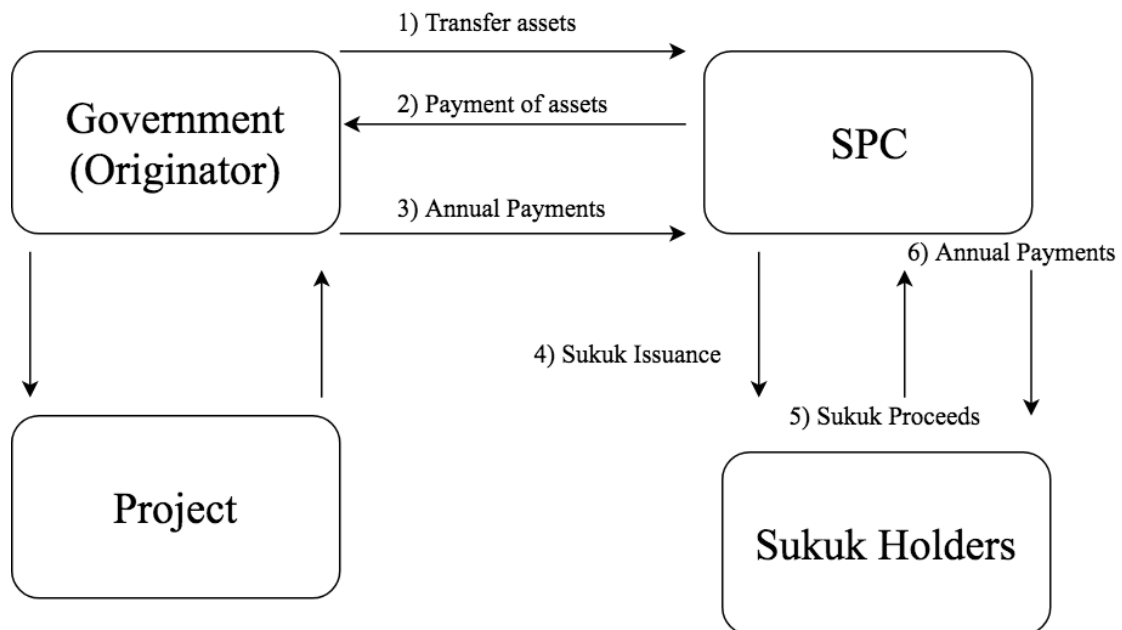 1) Transfer assets
Government
(Originator)
2) Payment of assets
SPC
3) Annual Payments
6) Annual Payments
4) Sukuk Issuance
5) Sukuk Proceeds
Project
Sukuk Holders